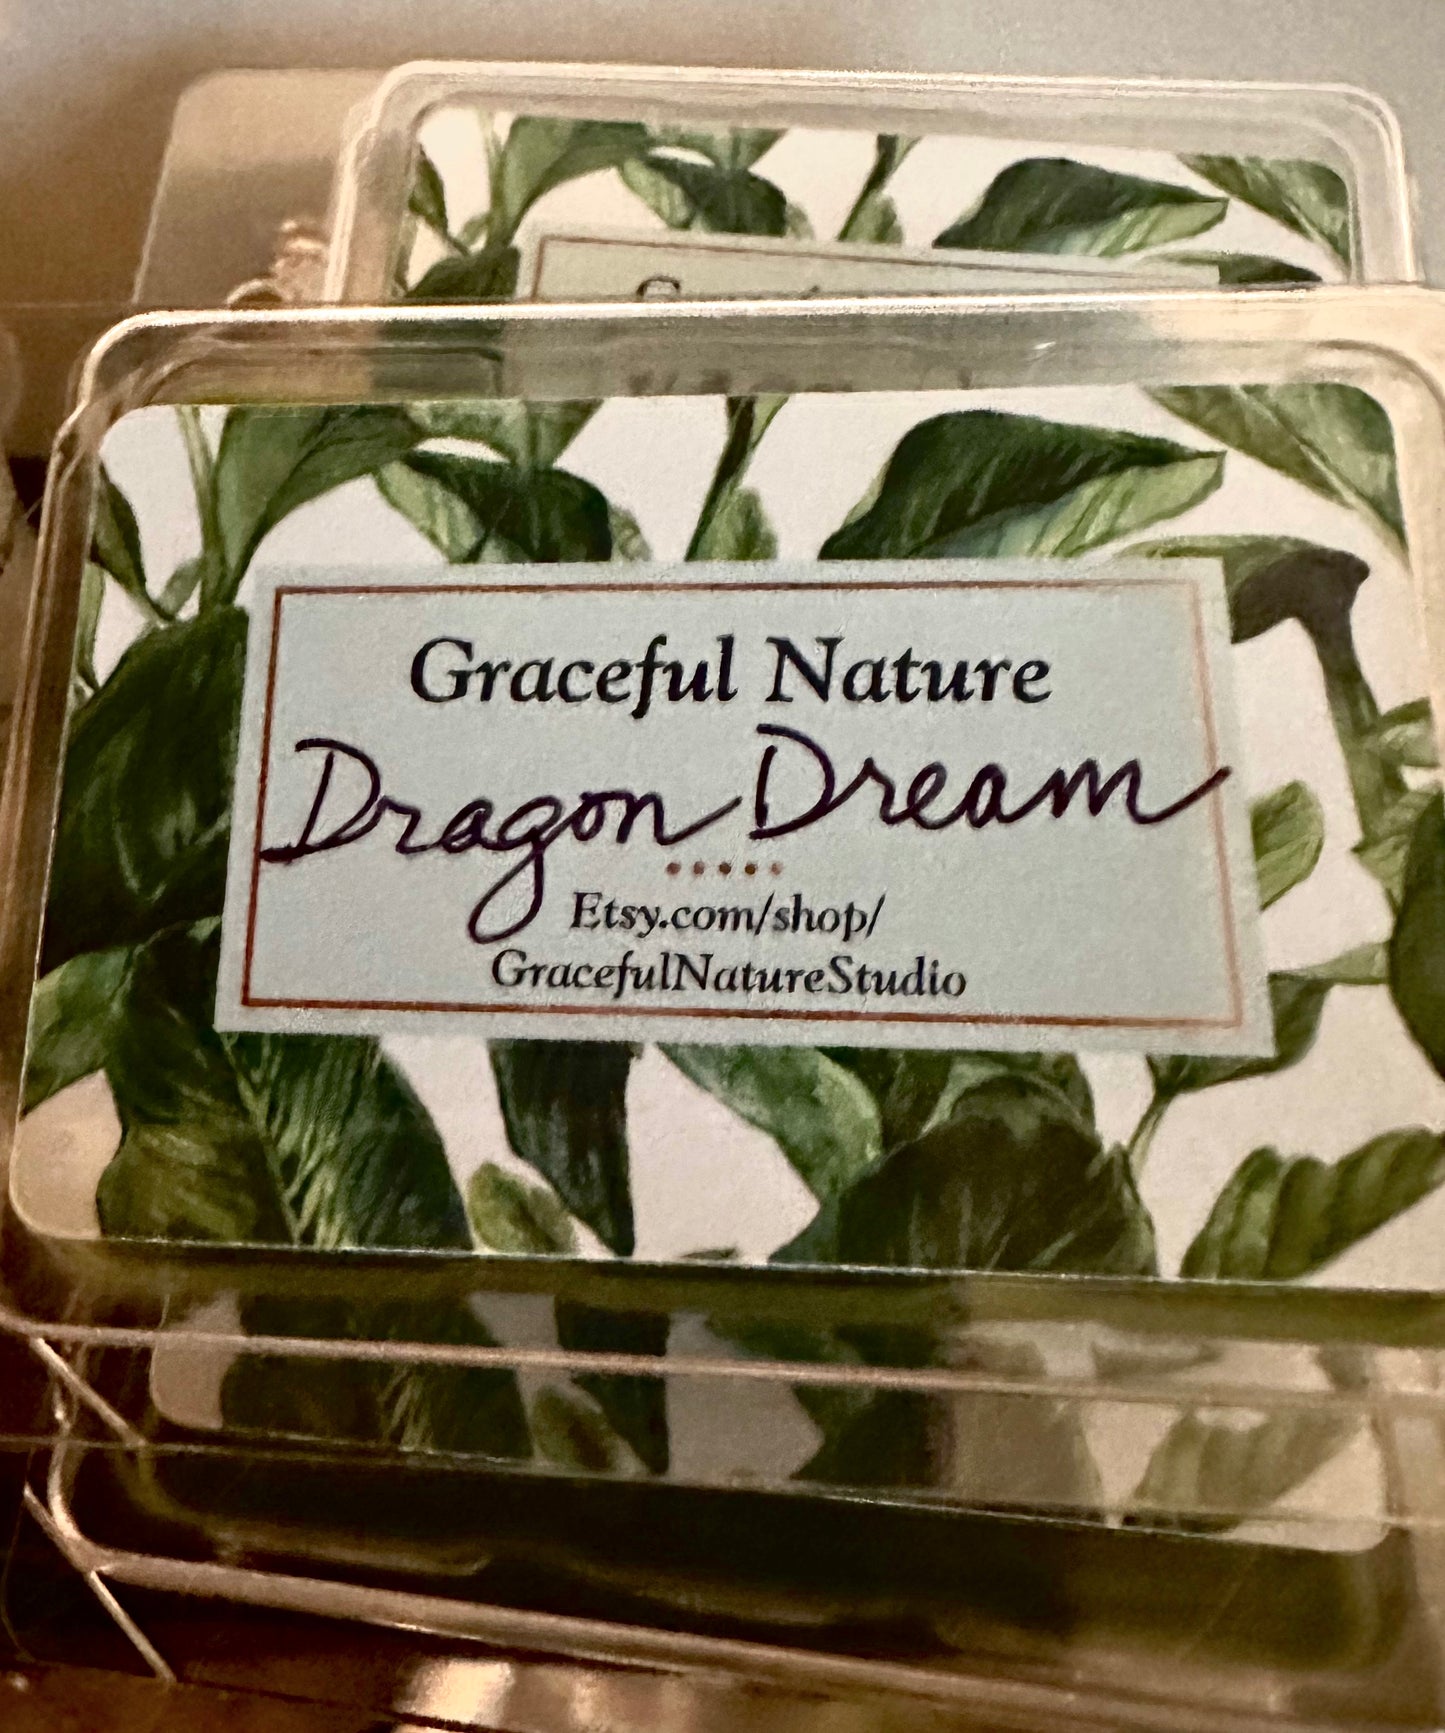 Graceful Nature
Dragon Dream
Etsy.com/shop/
GracefulNatureStudio